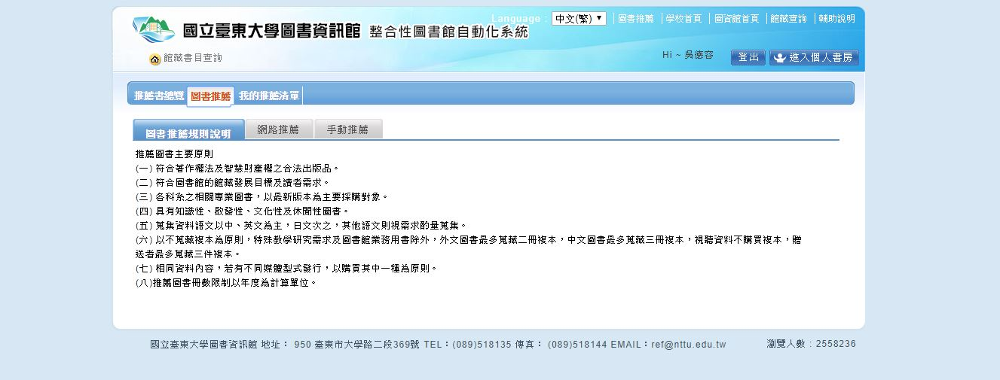 Language : 中文(繁) 圖書推薦 學校首頁 圖資館首頁 館藏查詢 輔助說明
國立臺東大學圖書資訊館 整合性圖書館自動化系統
館藏書目查詢 Hi ~ 吳德容 登出 進入個人書房
推薦書總覽 圖書推薦 我的推薦清單
圖書推薦規則說明 網路推薦 手動推薦
推薦圖書主要原則
(一) 符合著作權法及智慧財產權之合法出版品。
(二) 符合圖書館的館藏發展目標及讀者需求。
(三) 各科系之相關專業圖書，以最新版本為主要採購對象。
(四) 具有知識性、啟發性、文化性及休閒性圖書。
(五) 蒐集資料語文以中、英文為主，日文次之，其他語文則視需求酌量蒐集。
(六) 以不蒐藏複本為原則，特殊教學研究需求及圖書館業務用書除外，外文圖書最多蒐藏二冊複本，中文圖書最多蒐藏三冊複本，視聽資料不購買複本，贈
送者最多蒐藏三件複本。
(七) 相同資料內容，若有不同媒體型式發行，以購買其中一種為原則。
(八)推薦圖書冊數限制以年度為計算單位。
國立臺東大學圖書資訊館 地址： 950 臺東市大學路二段369號 TEL：(089)518135 傳真： (089)518144 EMAIL：ref@nttu.edu.tw 瀏覽人數 : 2558236